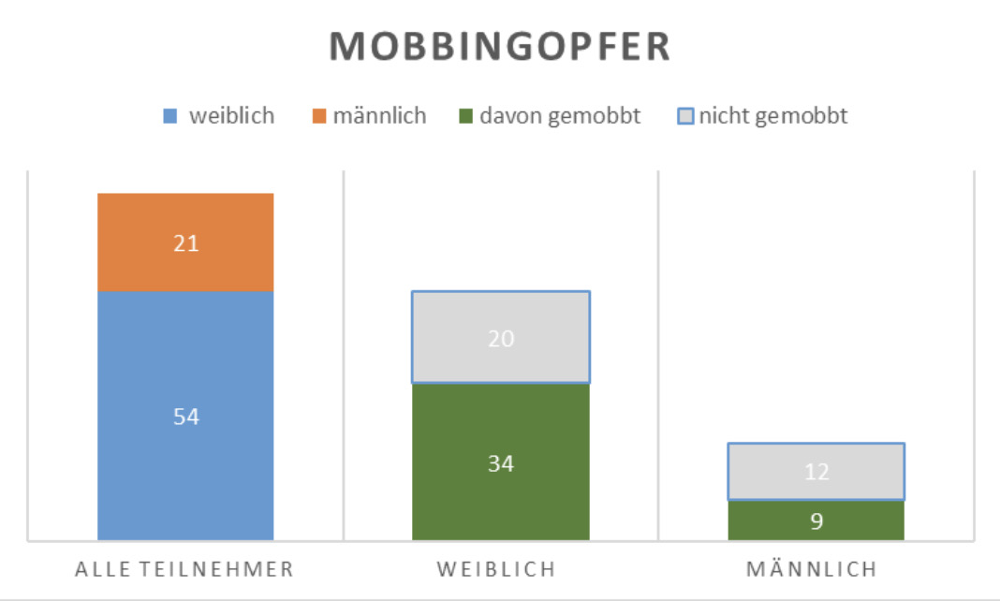 MOBBINGOPFER
weiblich männlich davon gemobbt nicht gemobbt
21
54
20
34
12
9
ALLE TEILNEHMER WEIBLICH MÄNNLICH